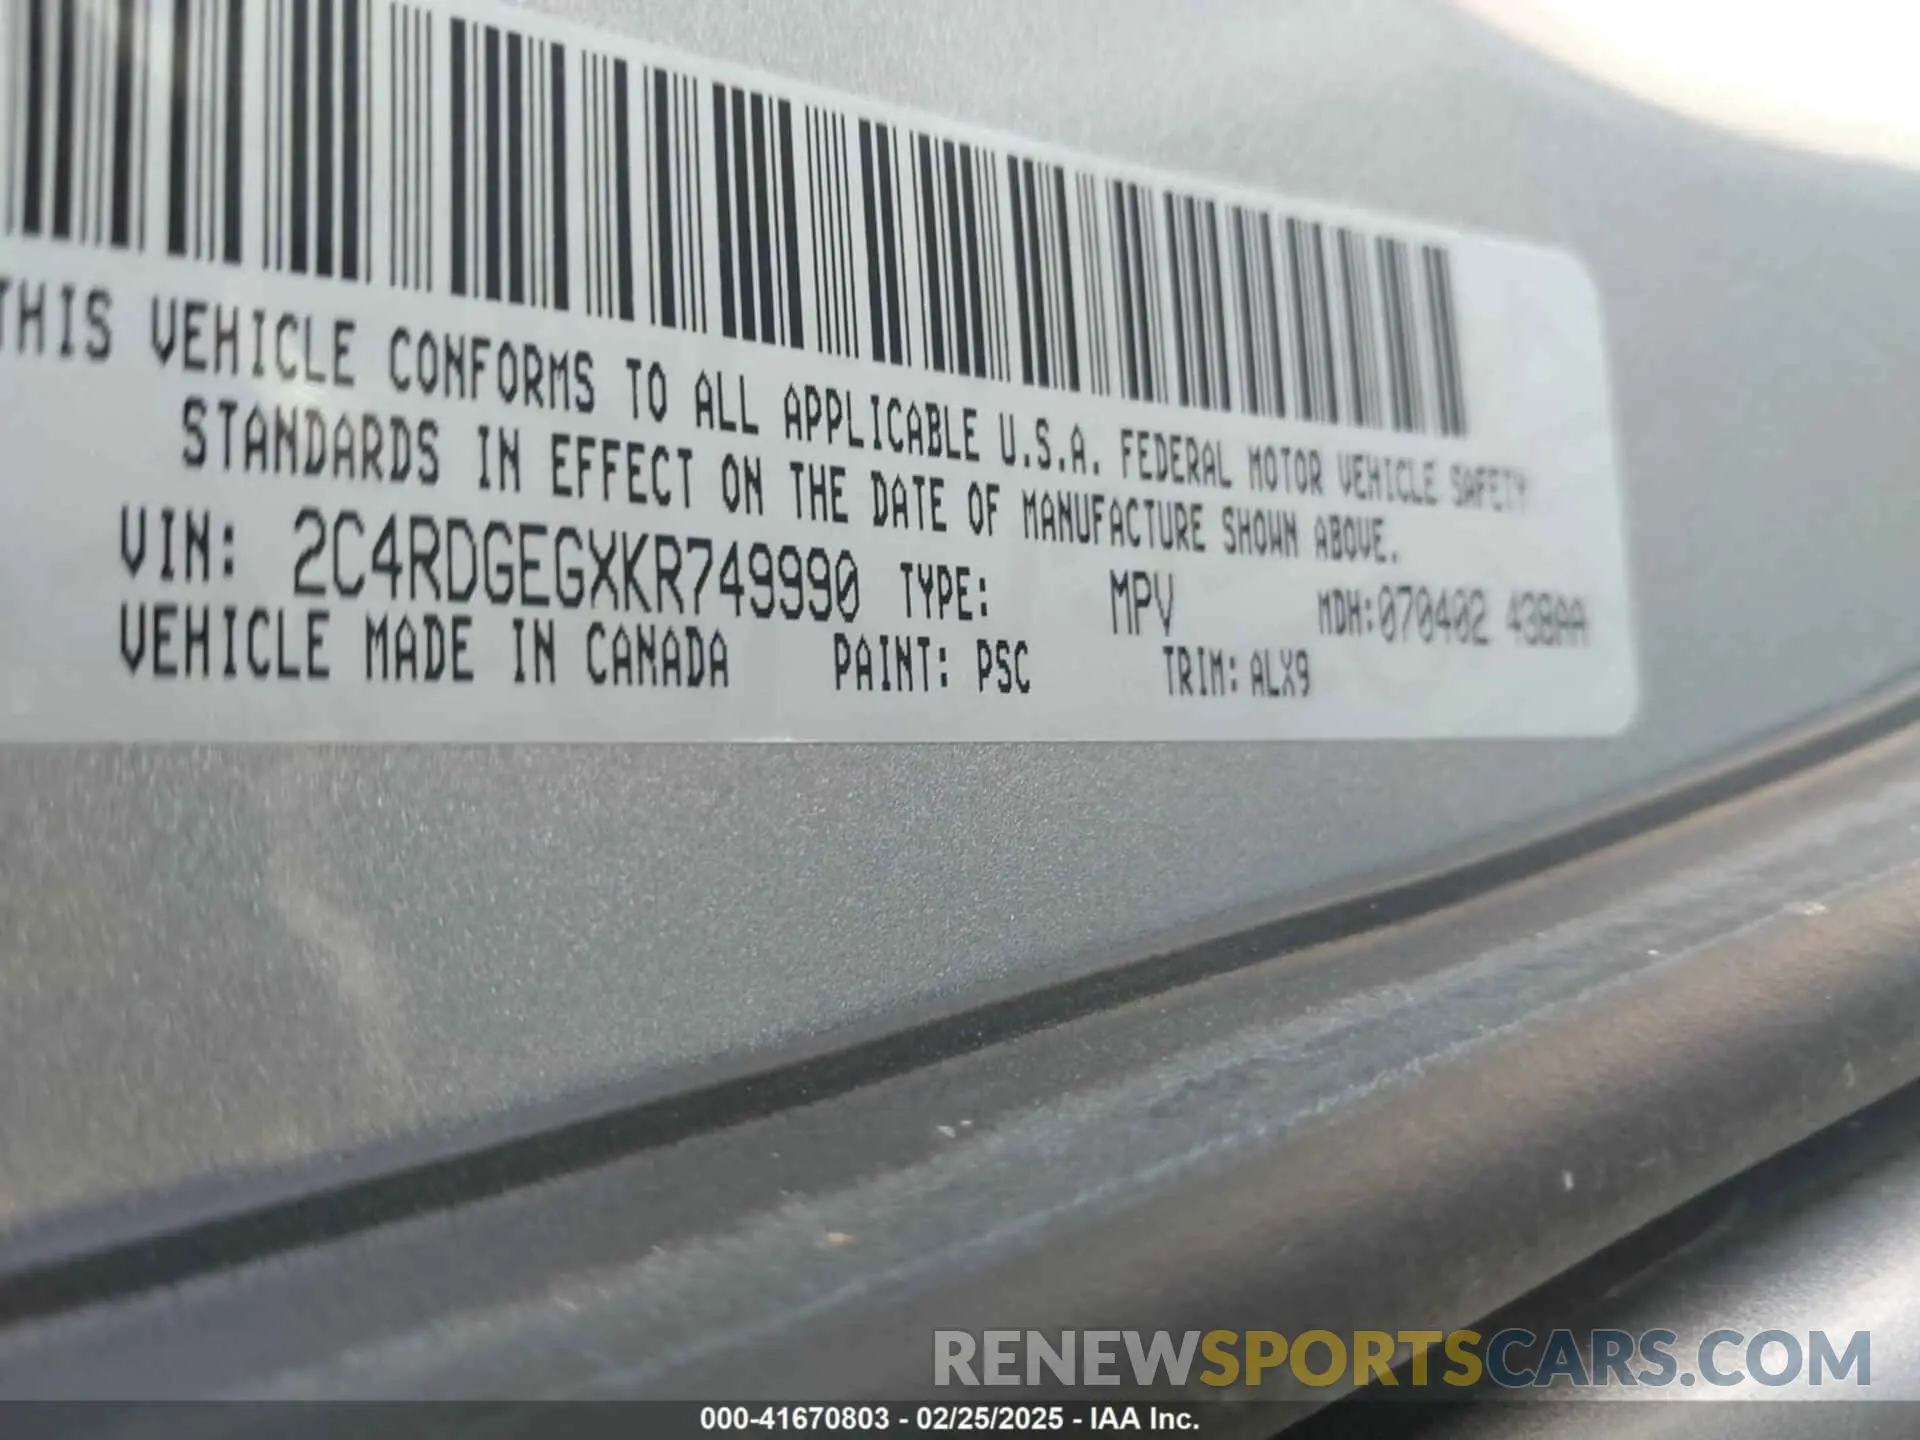 THIS VEHICLE CONFORMS TO ALL APPLICABLE U.S.A. FEDERAL MOTOR VEHICLE SAFETY
STANDARDS IN EFFECT ON THE DATE OF MANUFACTURE SHOWN ABOVE.
VIN: 2C4RDGEGXKR749990 TYPE: MPV MDH:070402 438AA
VEHICLE MADE IN CANADA PAINT: PSC TRIM: ALX9
RENEWSPORTSCARS.COM
000-41670803 - 02/25/2025 - IAA Inc.